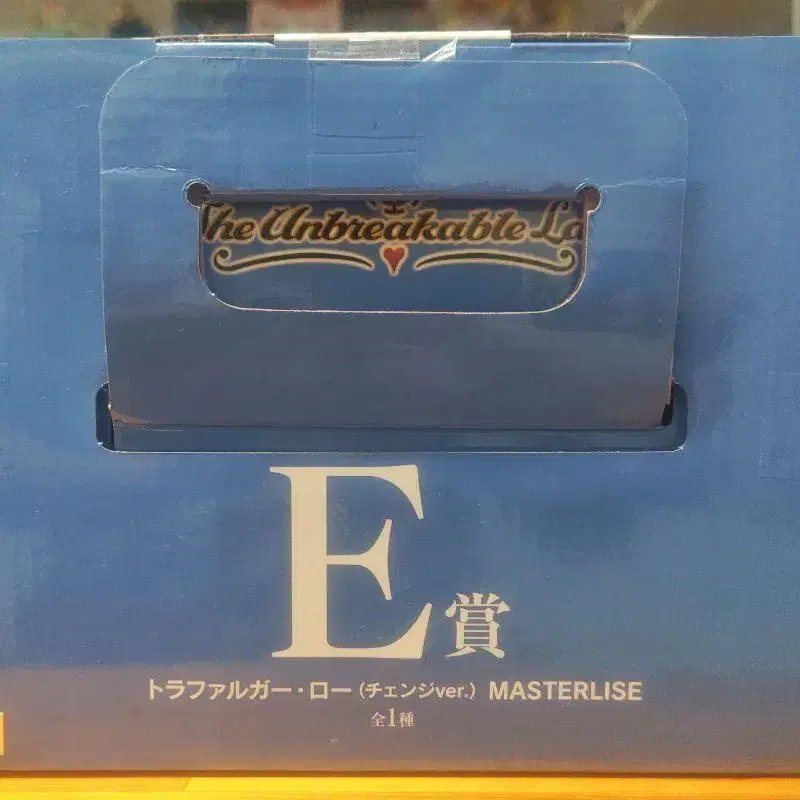 The Unbreakable
E賞
トラファルガー・ロー（チェンジver.） MASTERLISE
全1種